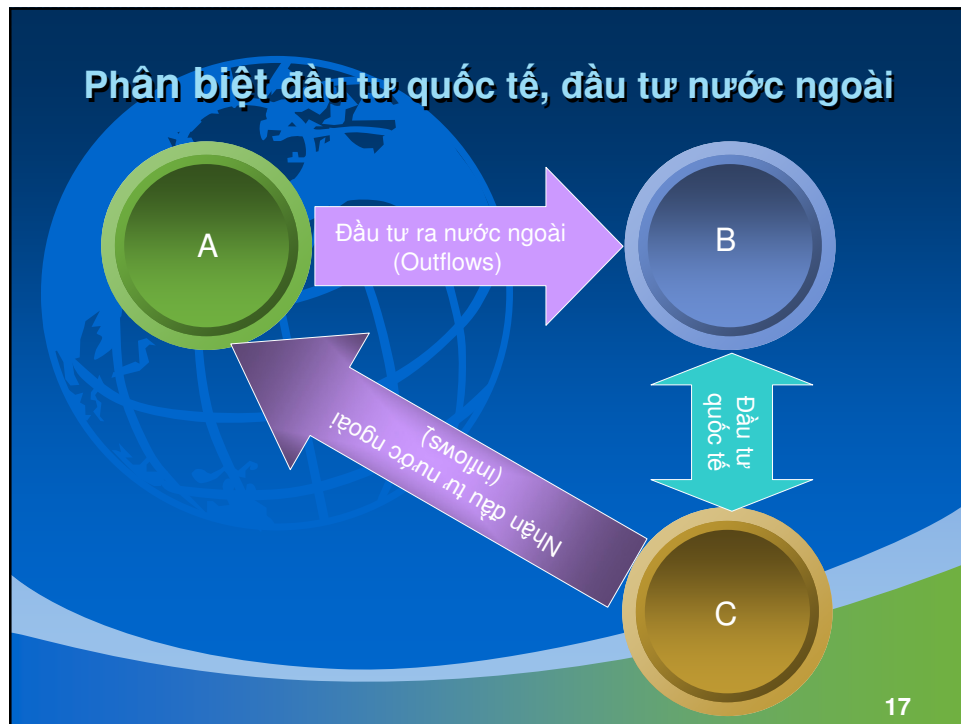 Phân biệt đầu tư quốc tế, đầu tư nước ngoài
A
Đầu tư ra nước ngoài
(Outflows)
B
Nhận đầu tư nước ngoài
(inflows)
Đầu tư
quốc tế
C
17